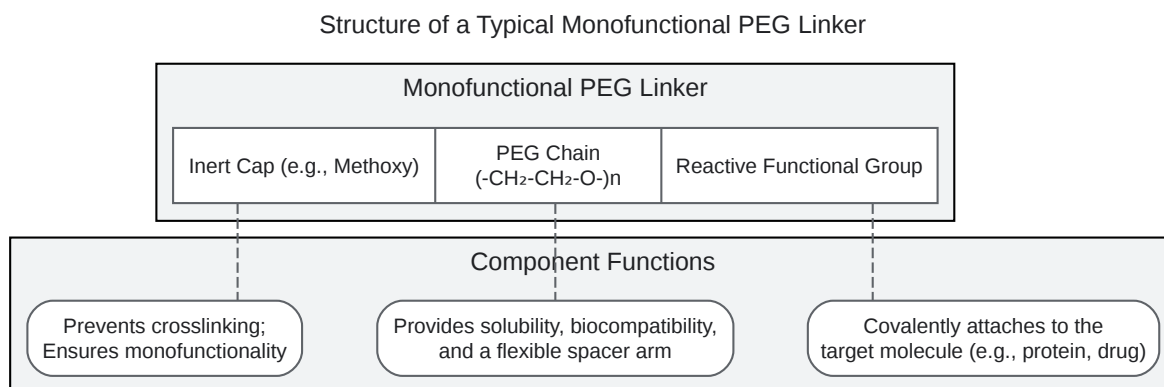 Structure of a Typical Monofunctional PEG Linker
Monofunctional PEG Linker
Inert Cap (e.g., Methoxy)
PEG Chain
(-CH₂-CH₂-O-)n
Reactive Functional Group
Component Functions
Prevents crosslinking;
Ensures monofunctionality
Provides solubility, biocompatibility,
and a flexible spacer arm
Covalently attaches to the
target molecule (e.g., protein, drug)